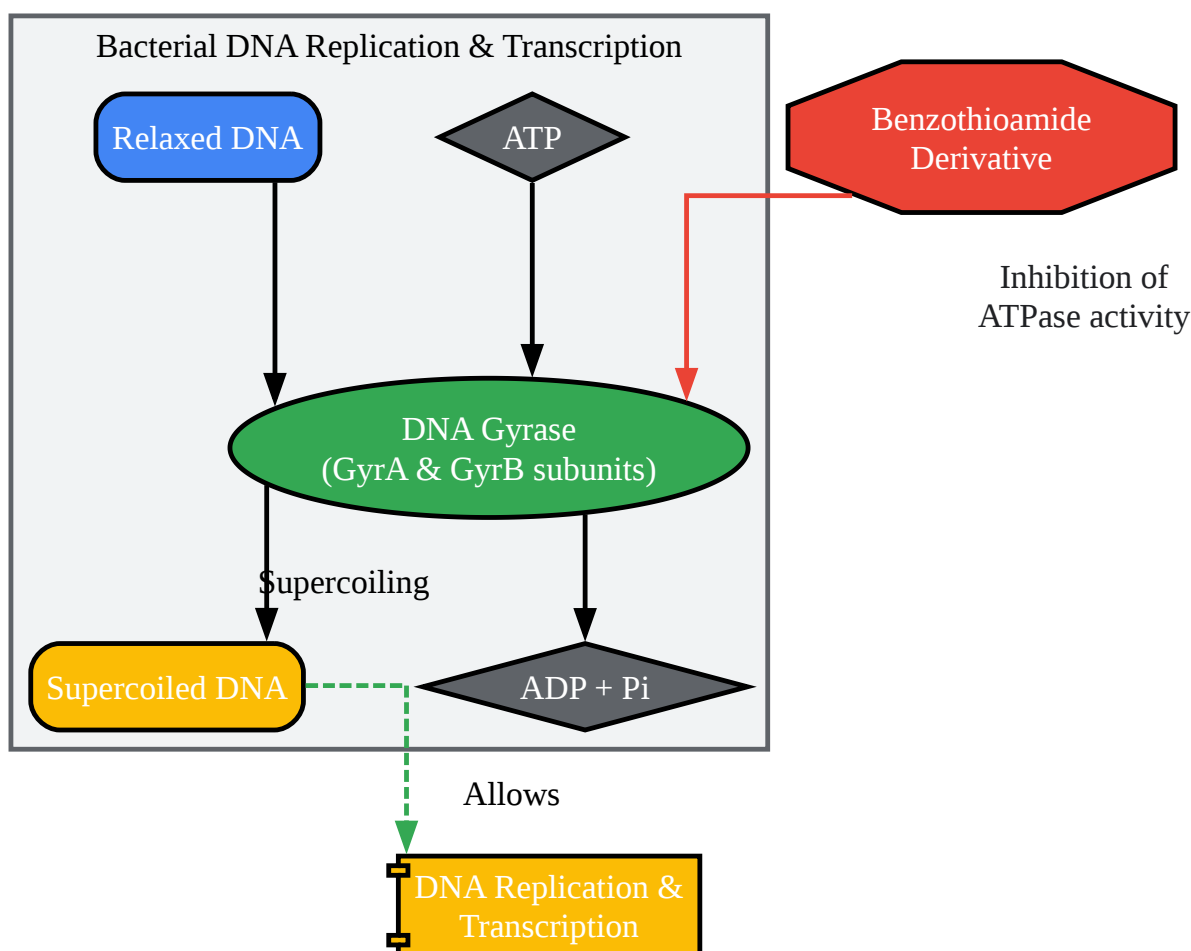 Bacterial DNA Replication & Transcription
Relaxed DNA
ATP
Benzothioamide
Derivative
Inhibition of
ATPase activity
DNA Gyrase
(GyrA & GyrB subunits)
Supercoiling
Supercoiled DNA
ADP + Pi
Allows
DNA Replication &
Transcription